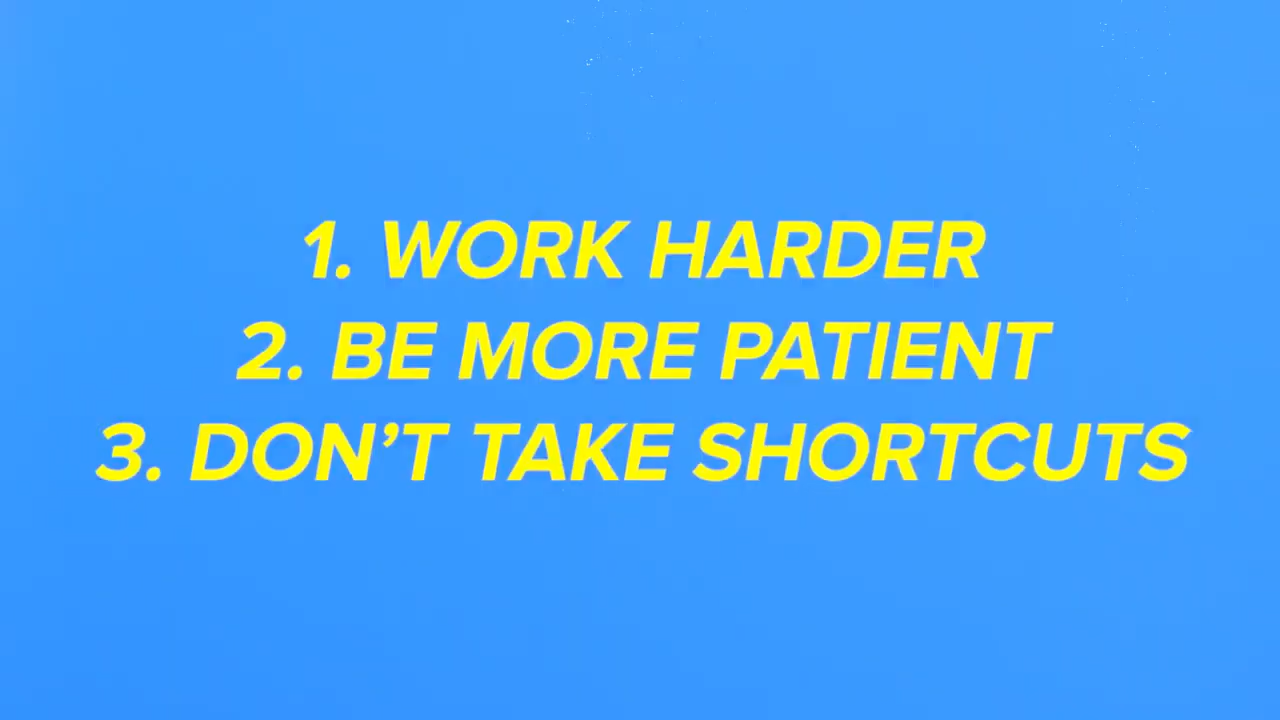 1. WORK HARDER
2. BE MORE PATIENT
3. DON’T TAKE SHORTCUTS